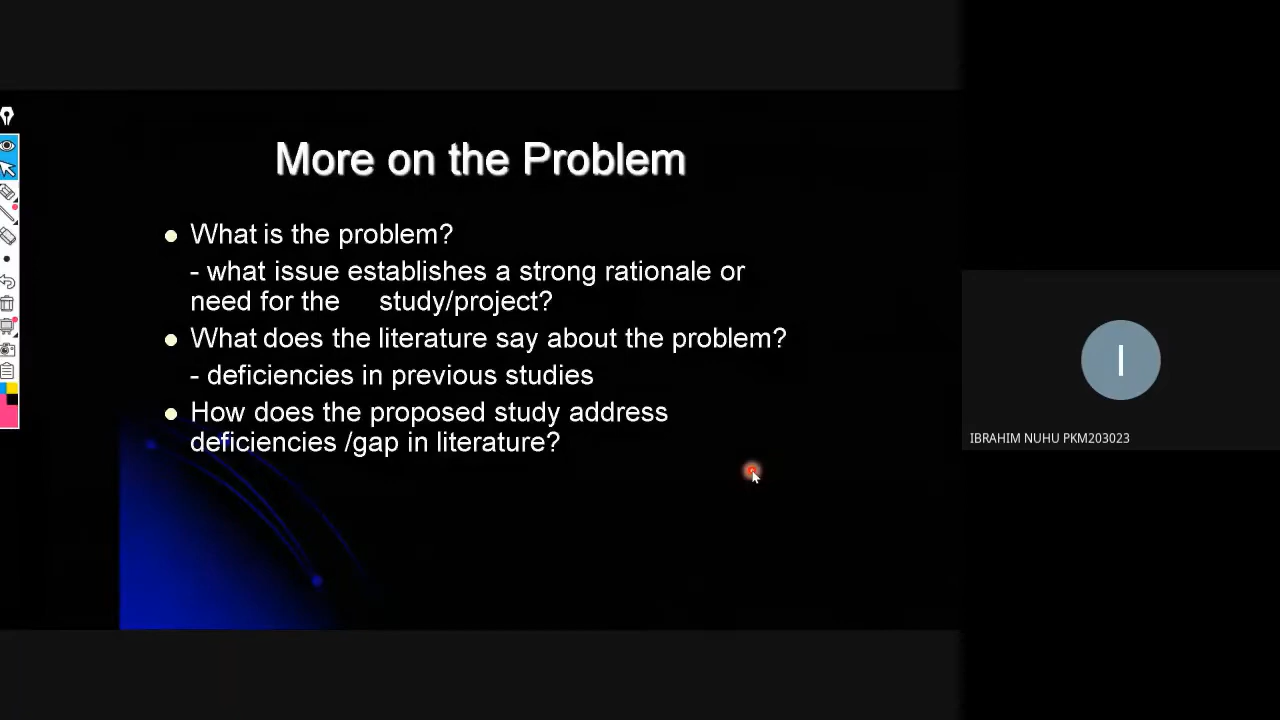 More on the Problem
What is the problem?
- what issue establishes a strong rationale or
need for the study/project?
What does the literature say about the problem?
- deficiencies in previous studies
How does the proposed study address
deficiencies /gap in literature?
I
IBRAHIM NUHU PKM203023